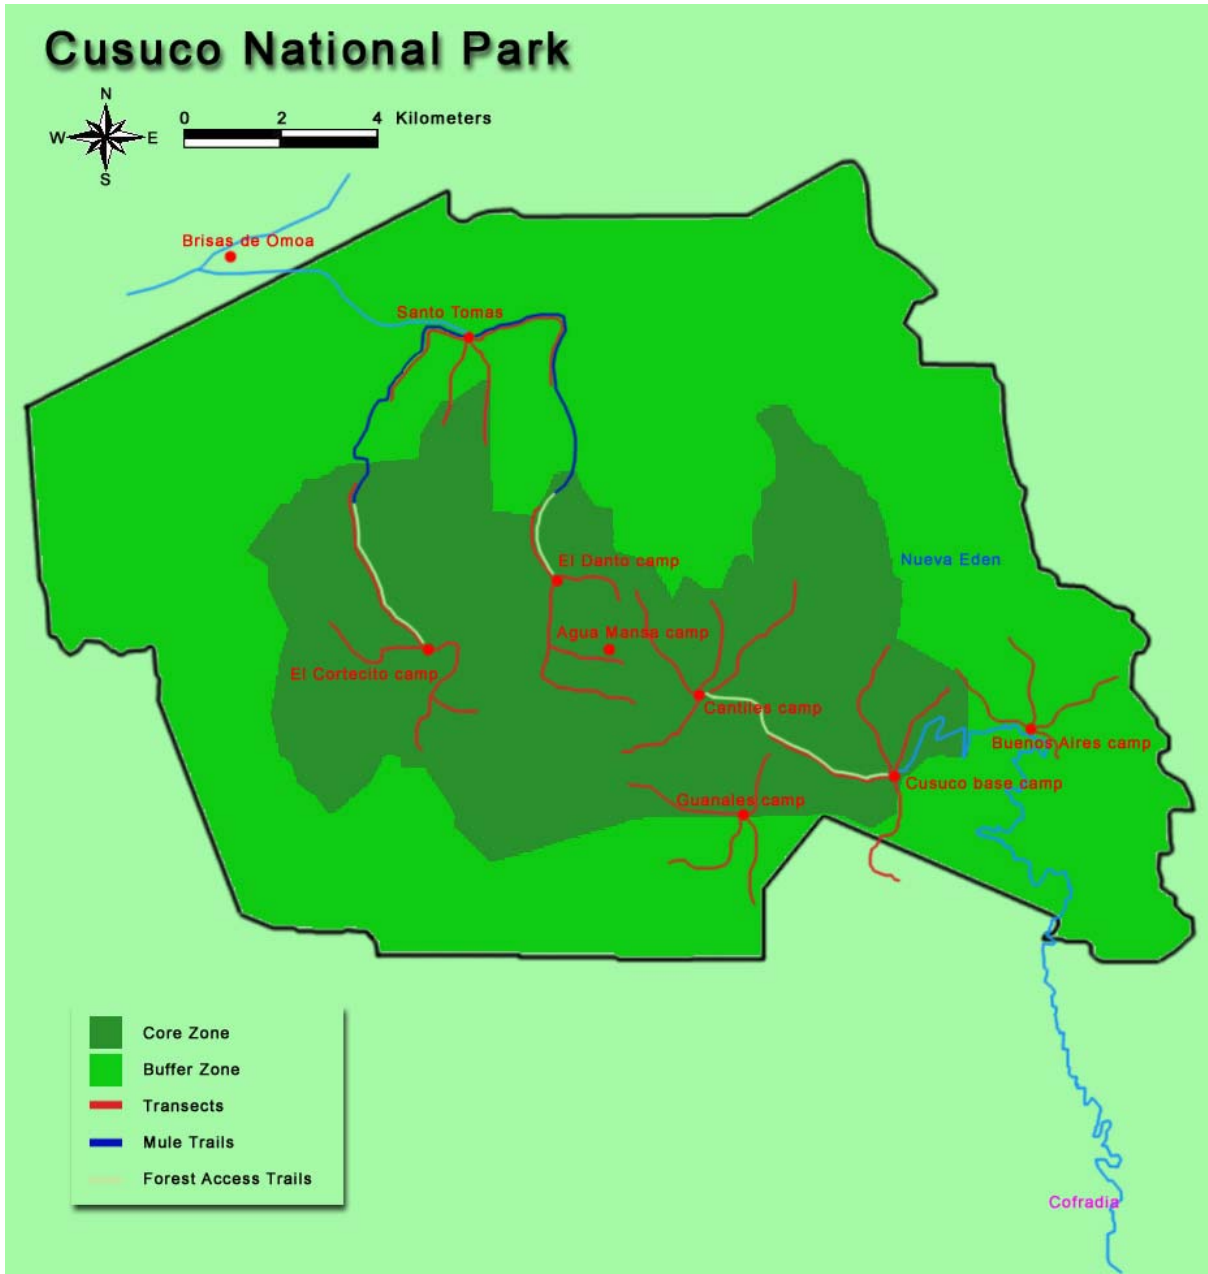 Cusuco National Park
N
W
E
S
0 2 4 Kilometers
Brisas de Omoa
Santo Tomas
El Danto camp
Nueva Eden
Agua Mansa camp
El Cortecito camp
Cantiles camp
Buenos Aires camp
Cusuco base camp
Guanales camp
Core Zone
Buffer Zone
Transects
Mule Trails
Forest Access Trails
Cofradia